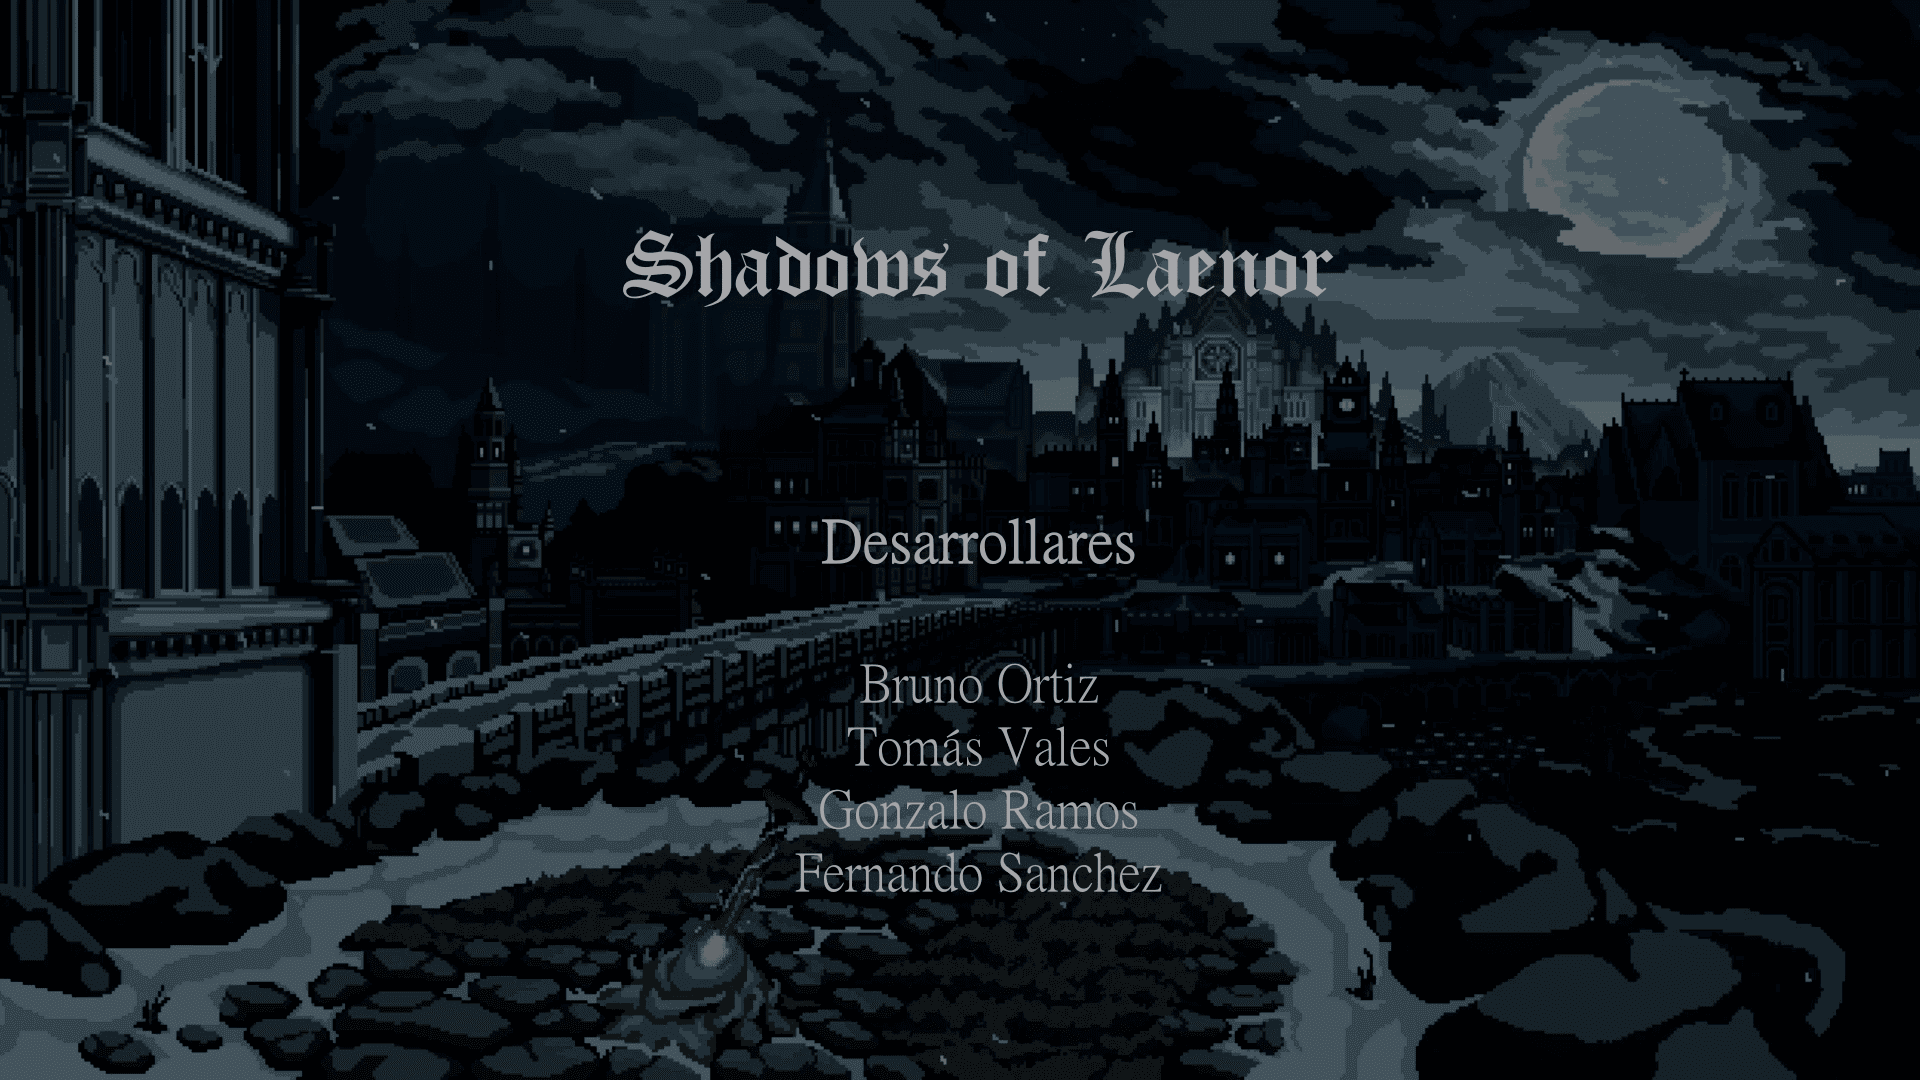 Shadows of Laenor
Desarrollares
Bruno Ortiz
Tomás Vales
Gonzalo Ramos
Fernando Sanchez